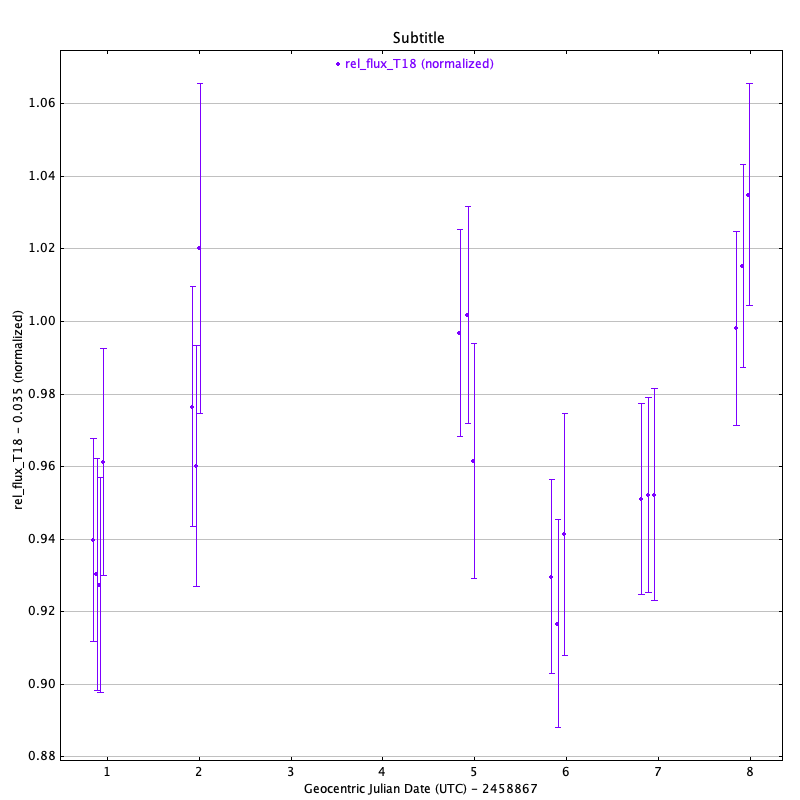 Subtitle
rel_flux_T18 (normalized)
1.06
1.04
1.02
1.00
0.98
0.96
0.94
0.92
0.90
0.88
rel_flux_T18 - 0.035 (normalized)
1 2 3 4 5 6 7 8
Geocentric Julian Date (UTC) - 2458867